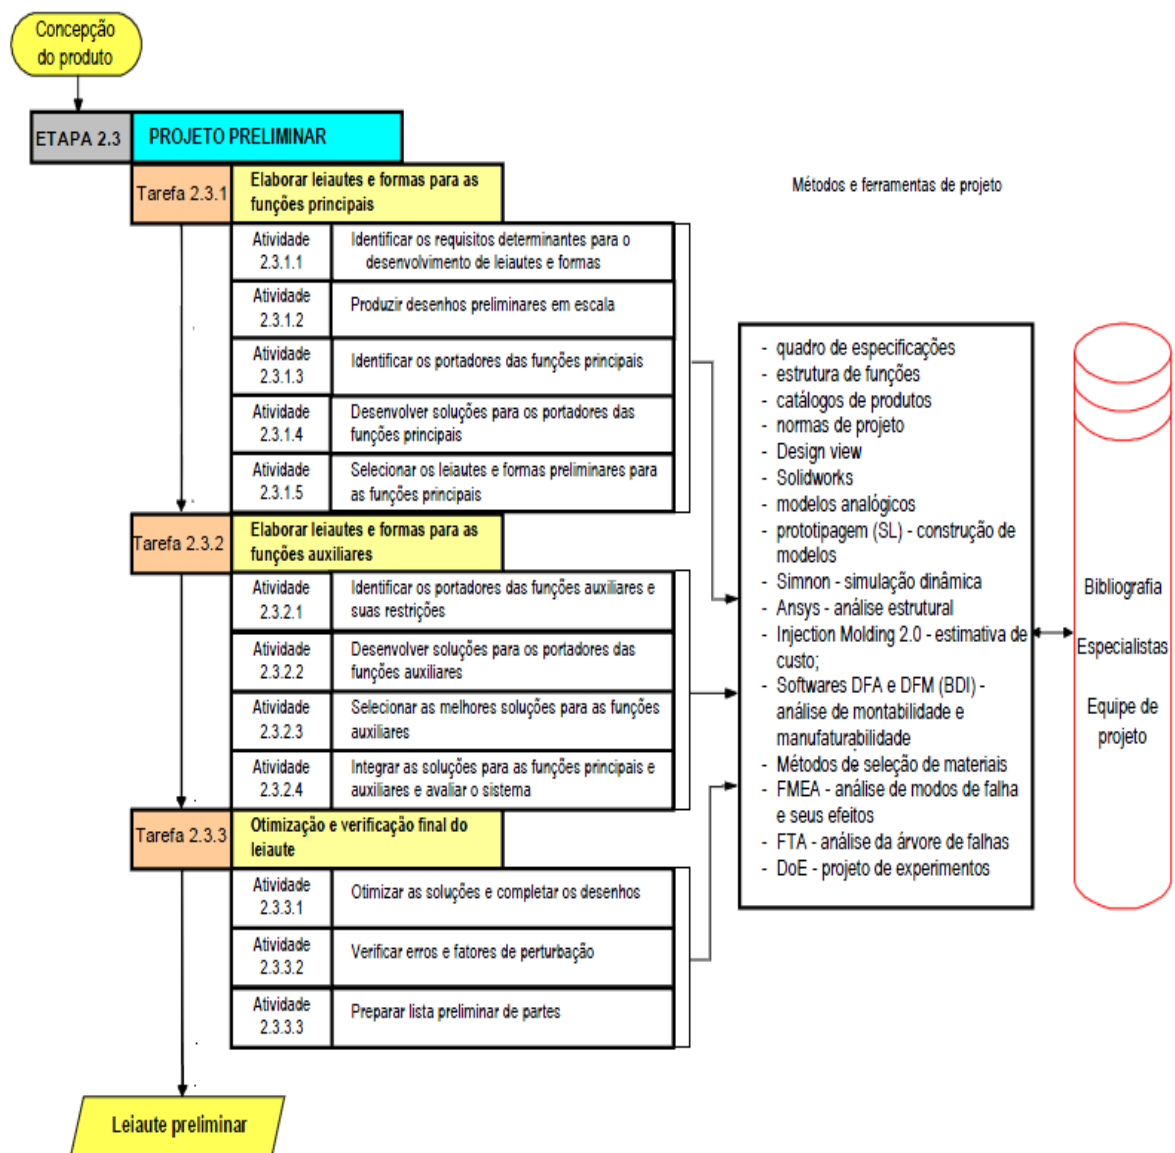 Concepção
do produto
ETAPA 2.3
PROJETO PRELIMINAR
Tarefa 2.3.1
Elaborar leiautes e formas para as
funções principais
Atividade
2.3.1.1
Identificar os requisitos determinantes para o
desenvolvimento de leiautes e formas
Atividade
2.3.1.2
Produzir desenhos preliminares em escala
Atividade
2.3.1.3
Identificar os portadores das funções principais
Atividade
2.3.1.4
Desenvolver soluções para os portadores das
funções principais
Atividade
2.3.1.5
Selecionar os leiautes e formas preliminares para
as funções principais
Tarefa 2.3.2
Elaborar leiautes e formas para as
funções auxiliares
Atividade
2.3.2.1
Identificar os portadores das funções auxiliares e
suas restrições
Atividade
2.3.2.2
Desenvolver soluções para os portadores das
funções auxiliares
Atividade
2.3.2.3
Selecionar as melhores soluções para as funções
auxiliares
Atividade
2.3.2.4
Integrar as soluções para as funções principais e
auxiliares e avaliar o sistema
Tarefa 2.3.3
Otimização e verificação final do
leiaute
Atividade
2.3.3.1
Otimizar as soluções e completar os desenhos
Atividade
2.3.3.2
Verificar erros e fatores de perturbação
Atividade
2.3.3.3
Preparar lista preliminar de partes
Leiaute preliminar
Métodos e ferramentas de projeto
- quadro de especificações
- estrutura de funções
- catálogos de produtos
- normas de projeto
- Design view
- Solidworks
- modelos analógicos
- prototipagem (SL) - construção de
modelos
- Simnon - simulação dinâmica
- Ansys - análise estrutural
- Injection Molding 2.0 - estimativa de
custo;
- Softwares DFA e DFM (BDI) -
análise de montabilidade e
manufaturabilidade
- Métodos de seleção de materiais
- FMEA - análise de modos de falha
e seus efeitos
- FTA - análise da árvore de falhas
- DoE - projeto de experimentos
Bibliografia
Especialistas
Equipe de
projeto